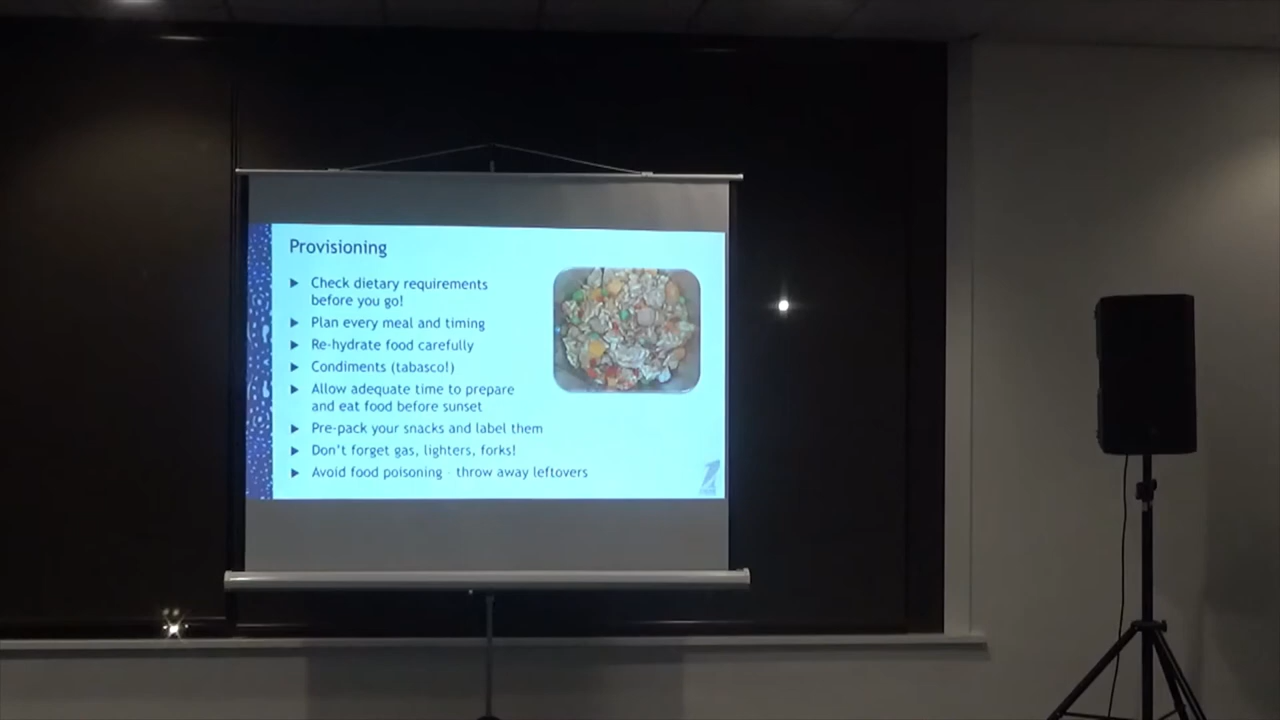 Provisioning
Check dietary requirements
before you go!
Plan every meal and timing
Re-hydrate food carefully
Condiments (tabasco!)
Allow adequate time to prepare
and eat food before sunset
Pre-pack your snacks and label them
Don't forget gas, lighters, forks!
Avoid food poisoning – throw away leftovers